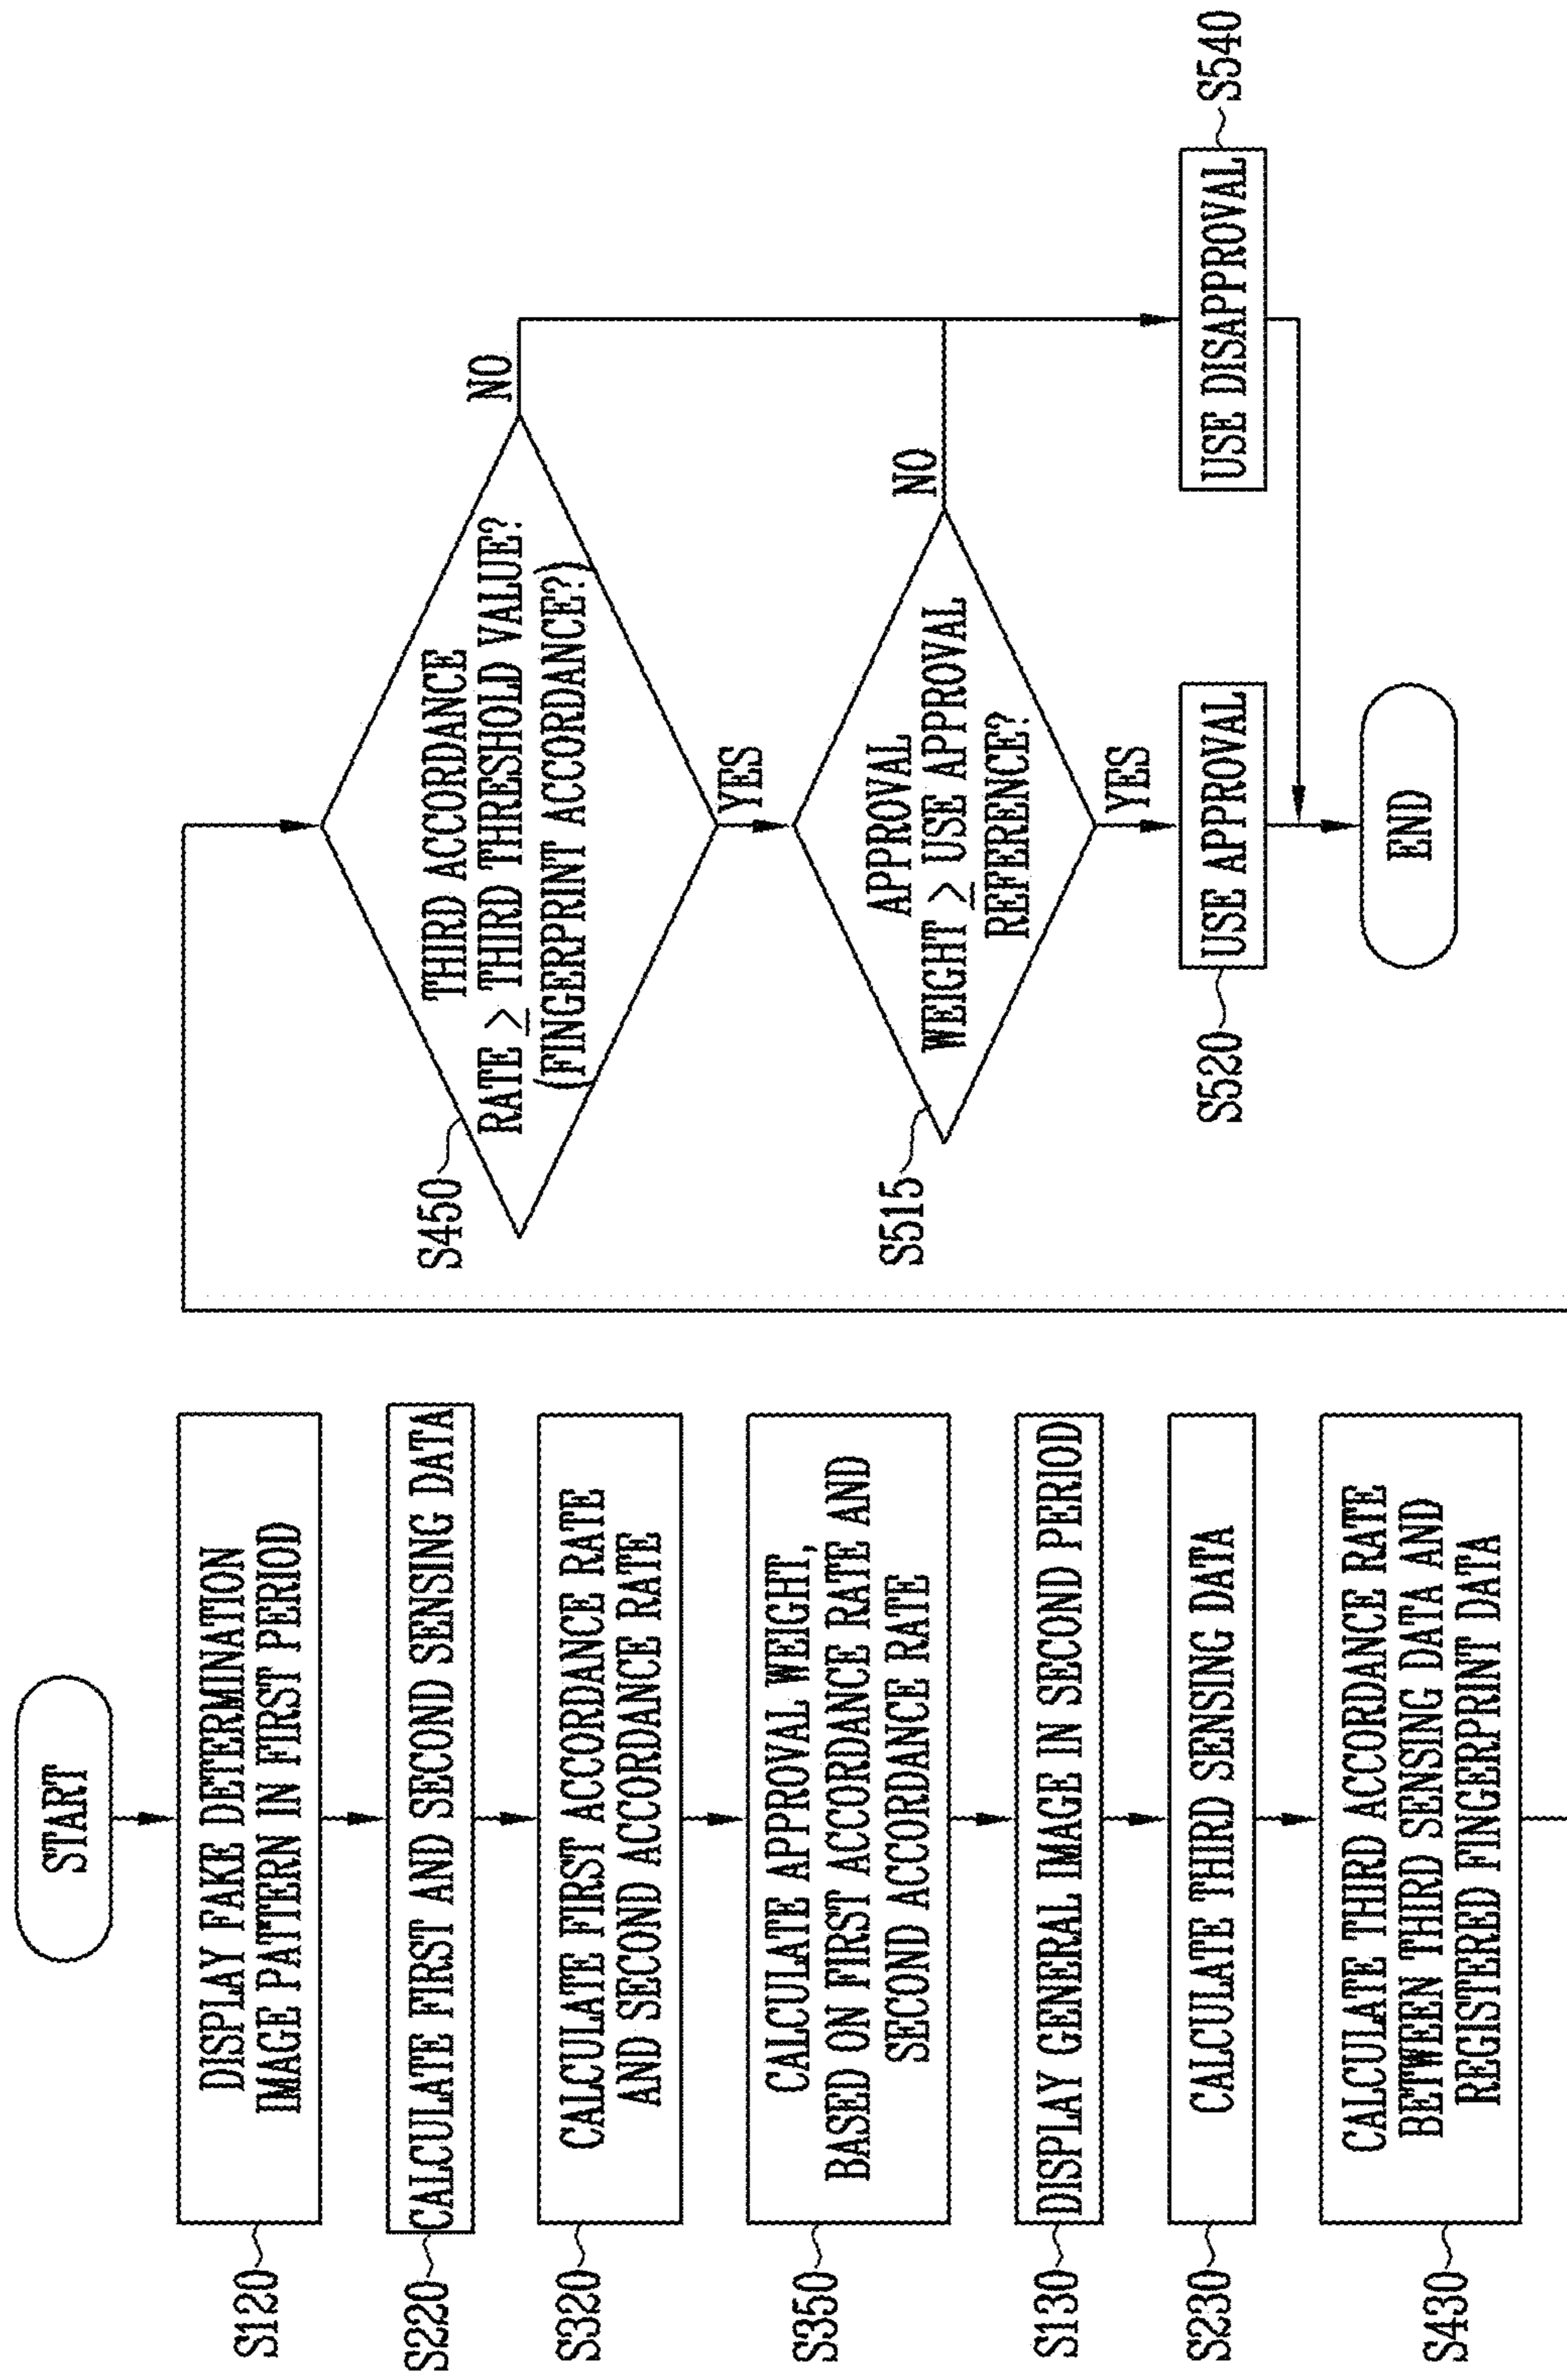 START
S120
DISPLAY FAKE DETERMINATION
IMAGE PATTERN IN FIRST PERIOD
S220
CALCULATE FIRST AND SECOND SENSING DATA
S320
CALCULATE FIRST ACCORDANCE RATE
AND SECOND ACCORDANCE RATE
S350
CALCULATE APPROVAL WEIGHT,
BASED ON FIRST ACCORDANCE RATE AND
SECOND ACCORDANCE RATE
S130
DISPLAY GENERAL IMAGE IN SECOND PERIOD
S230
CALCULATE THIRD SENSING DATA
S430
CALCULATE THIRD ACCORDANCE RATE
BETWEEN THIRD SENSING DATA AND
REGISTERED FINGERPRINT DATA
S450
THIRD ACCORDANCE
RATE ≥ THIRD THRESHOLD VALUE?
(FINGERPRINT ACCORDANCE?)
NO
YES
S515
APPROVAL
WEIGHT ≥ USE APPROVAL
REFERENCE?
NO
YES
S520
USE APPROVAL
USE DISAPPROVAL
S540
END